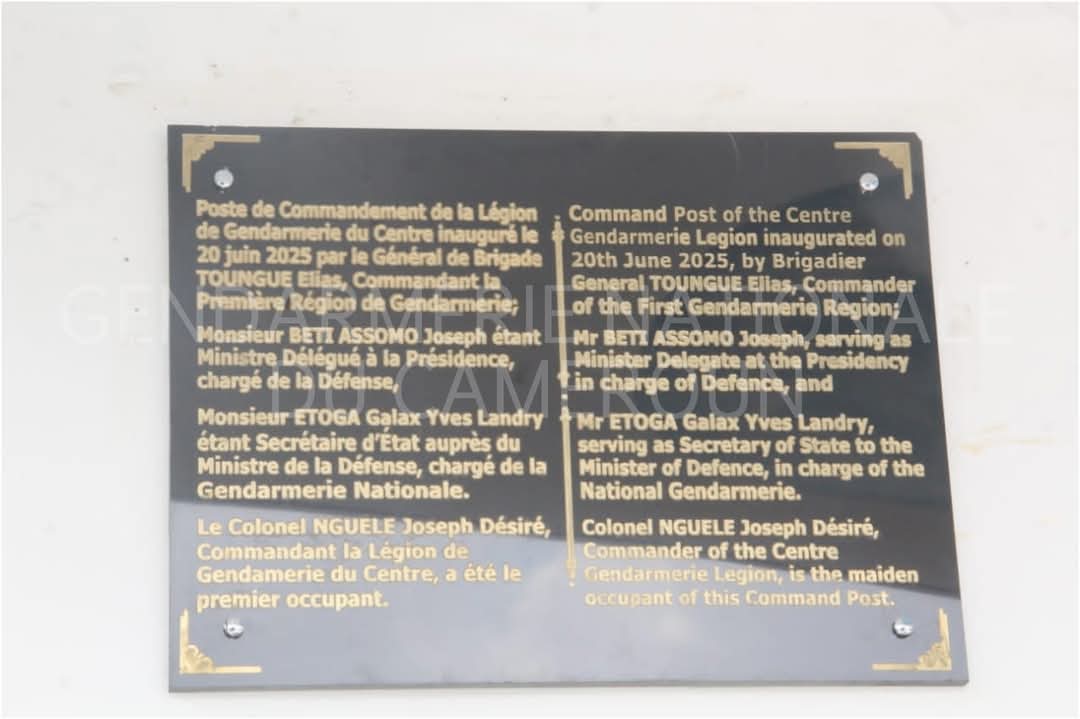 Poste de Commandement de la Légion
de Gendarmerie du Centre inauguré le
20 juin 2025 par le Général de Brigade
TOUNGUE Elias, Commandant la
Première Région de Gendarmerie;
Monsieur BETI ASSOMO Joseph étant
Ministre Délégué à la Présidence,
chargé de la Défense,
Monsieur ETOGA Galax Yves Landry
étant Secrétaire d'État auprès du
Ministre de la Défense, chargé de la
Gendarmerie Nationale.
Le Colonel NGUELE Joseph Désiré,
Commandant la Légion de
Gendamerie du Centre, a été le
premier occupant.
Command Post of the Centre
Gendarmerie Legion inaugurated on
20th June 2025, by Brigadier
General TOUNGUE Elias, Commander
of the First Gendarmerie Region;
Mr BETI ASSOMO Joseph, serving as
Minister Delegate at the Presidency
in charge of Defence, and
Mr ETOGA Galax Yves Landry,
serving as Secretary of State to the
Minister of Defence, in charge of the
National Gendarmerie.
Colonel NGUELE Joseph Désiré,
Commander of the Centre
Gendarmerie Legion, is the maiden
occupant of this Command Post.
GENDARMERIE NATIONALE
DU CAMEROUN